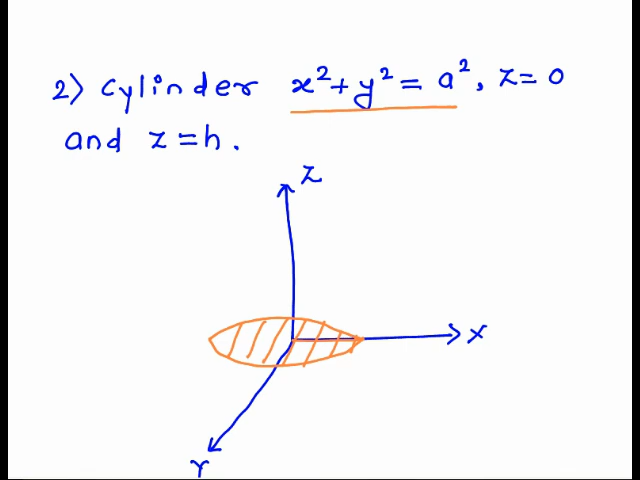 2) Cylinder x² + y² = a², z = 0
and z = h.
Z
X
Y